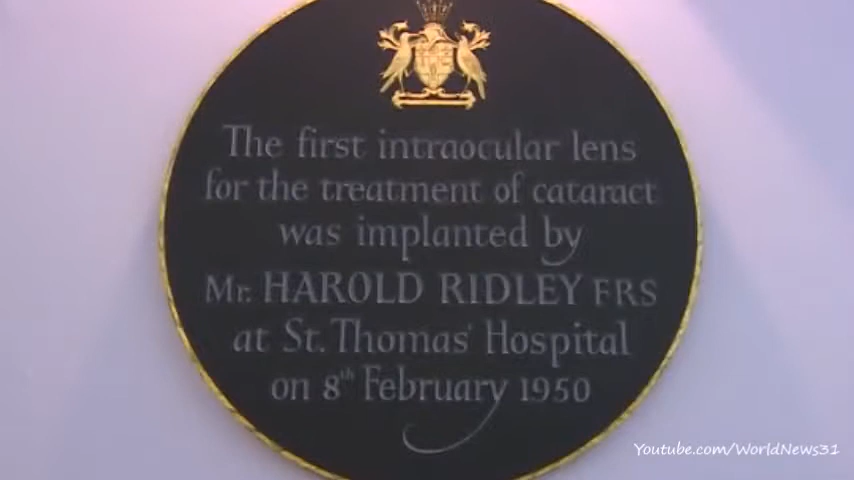 The first intraocular lens
for the treatment of cataract
was implanted by
Mr. HAROLD RIDLEY FRS
at St. Thomas' Hospital
on 8th February 1950
Youtube.com/WorldNews31